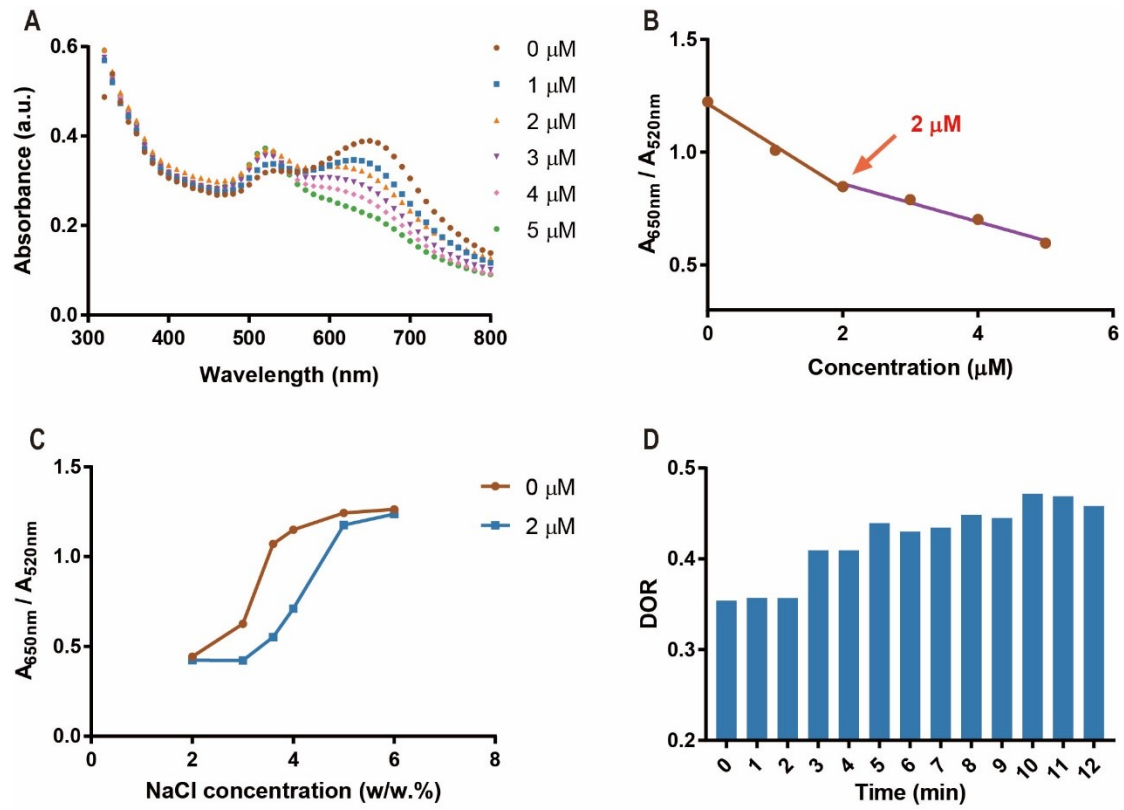 A
0.6
0.4
0.2
0.0
Absorbance (a.u.)
300 400 500 600 700 800
Wavelength (nm)
0 μM
1 μM
2 μM
3 μM
4 μM
5 μM
B
1.5
1.0
0.5
A650nm / A520nm
2 μM
0 2 4 6
Concentration (μM)
C
1.5
1.0
0.5
0.0
A650nm / A520nm
0 2 4 6 8
NaCl concentration (w/w.%)
0 μM
2 μM
D
0.5
0.4
0.3
0.2
DOR
0 1 2 3 4 5 6 7 8 9 10 11 12
Time (min)